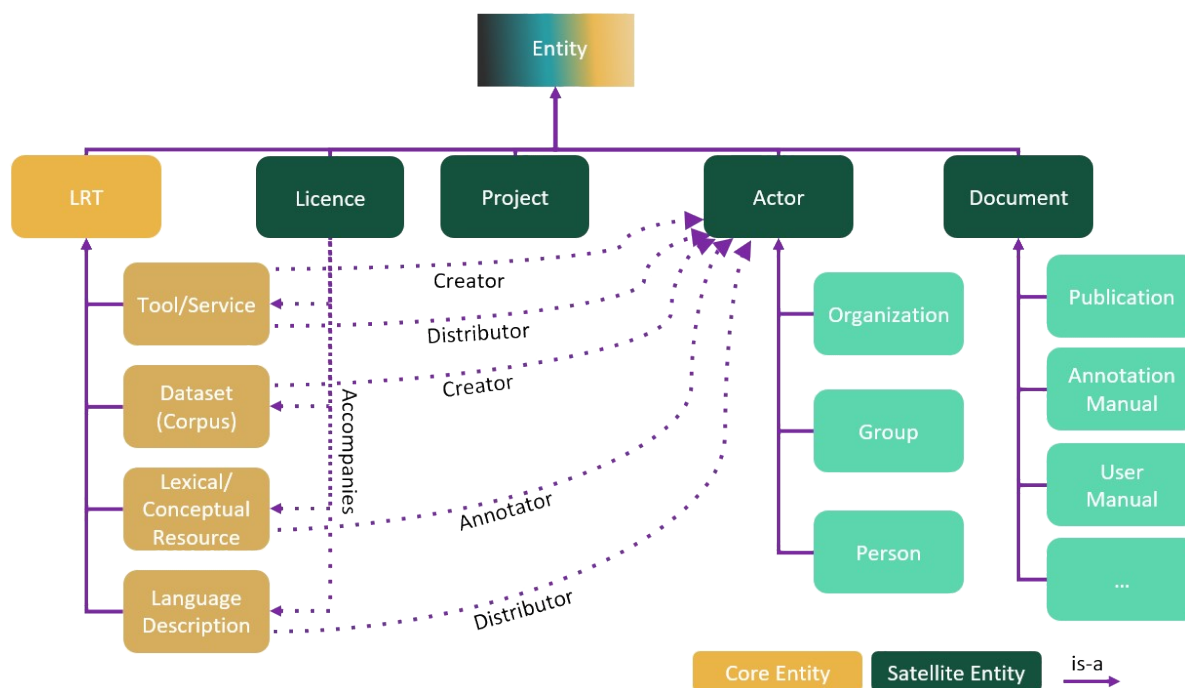 Entity
LRT
Licence
Project
Actor
Document
Tool/Service
Creator
Distributor
Dataset
(Corpus)
Creator
Accompanies
Lexical/
Conceptual
Resource
Annotator
Language
Description
Distributor
Organization
Group
Person
Publication
Annotation
Manual
User
Manual
...
Core Entity
Satellite Entity
is-a